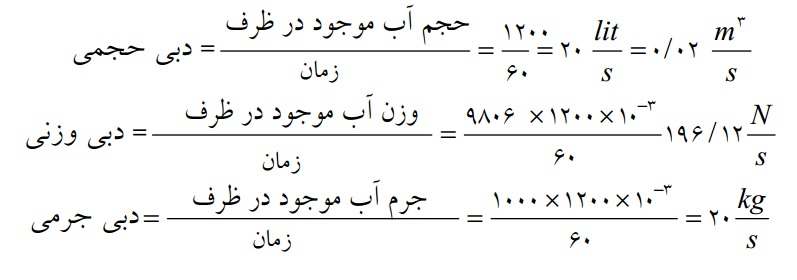 دبی حجمی = حجم آب موجود در ظرف / زمان = ۱۲۰۰ / ۶۰ = ۲۰ lit / s = ۰/۰۲ m³ / s
دبی وزنی = وزن آب موجود در ظرف / زمان = ۹۸۰۶ × ۱۲۰۰ × ۱۰⁻³ / ۶۰ ۱۹۶/۱۲ N / s
دبی جرمی = جرم آب موجود در ظرف / زمان = ۱۰۰۰ × ۱۲۰۰ × ۱۰⁻³ / ۶۰ = ۲۰ kg / s